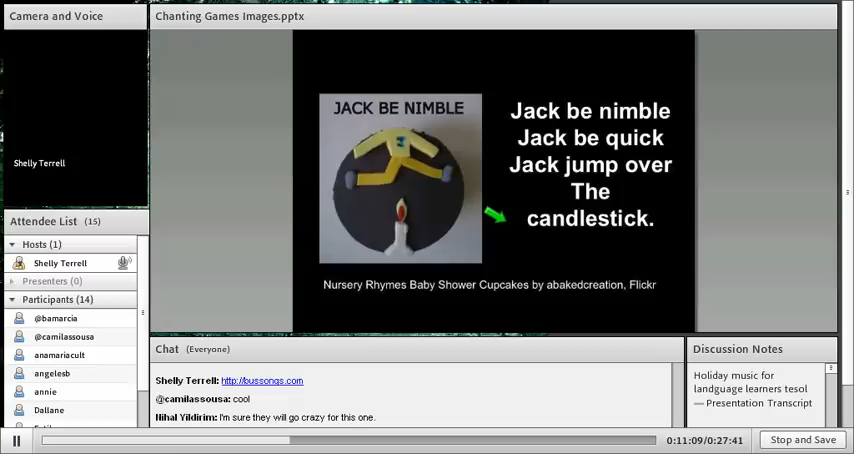 Camera and Voice
Chanting Games Images.pptx
Shelly Terrell
JACK BE NIMBLE
Jack be nimble
Jack be quick
Jack jump over
The
candlestick.
Nursery Rhymes Baby Shower Cupcakes by abakedcreation, Flickr
Attendee List (15)
Hosts (1)
Shelly Terrell
Presenters (0)
Participants (14)
@bamarcia
@camilassousa
anamariacult
angelesb
annie
Dallane
Chat (Everyone)
Shelly Terrell: http://bussongs.com
@camilassousa: cool
Nihal Yildirim: I'm sure they will go crazy for this one.
Discussion Notes
Holiday music for
landguage learners tesol
— Presentation Transcript
0:11:09/0:27:41
Stop and Save